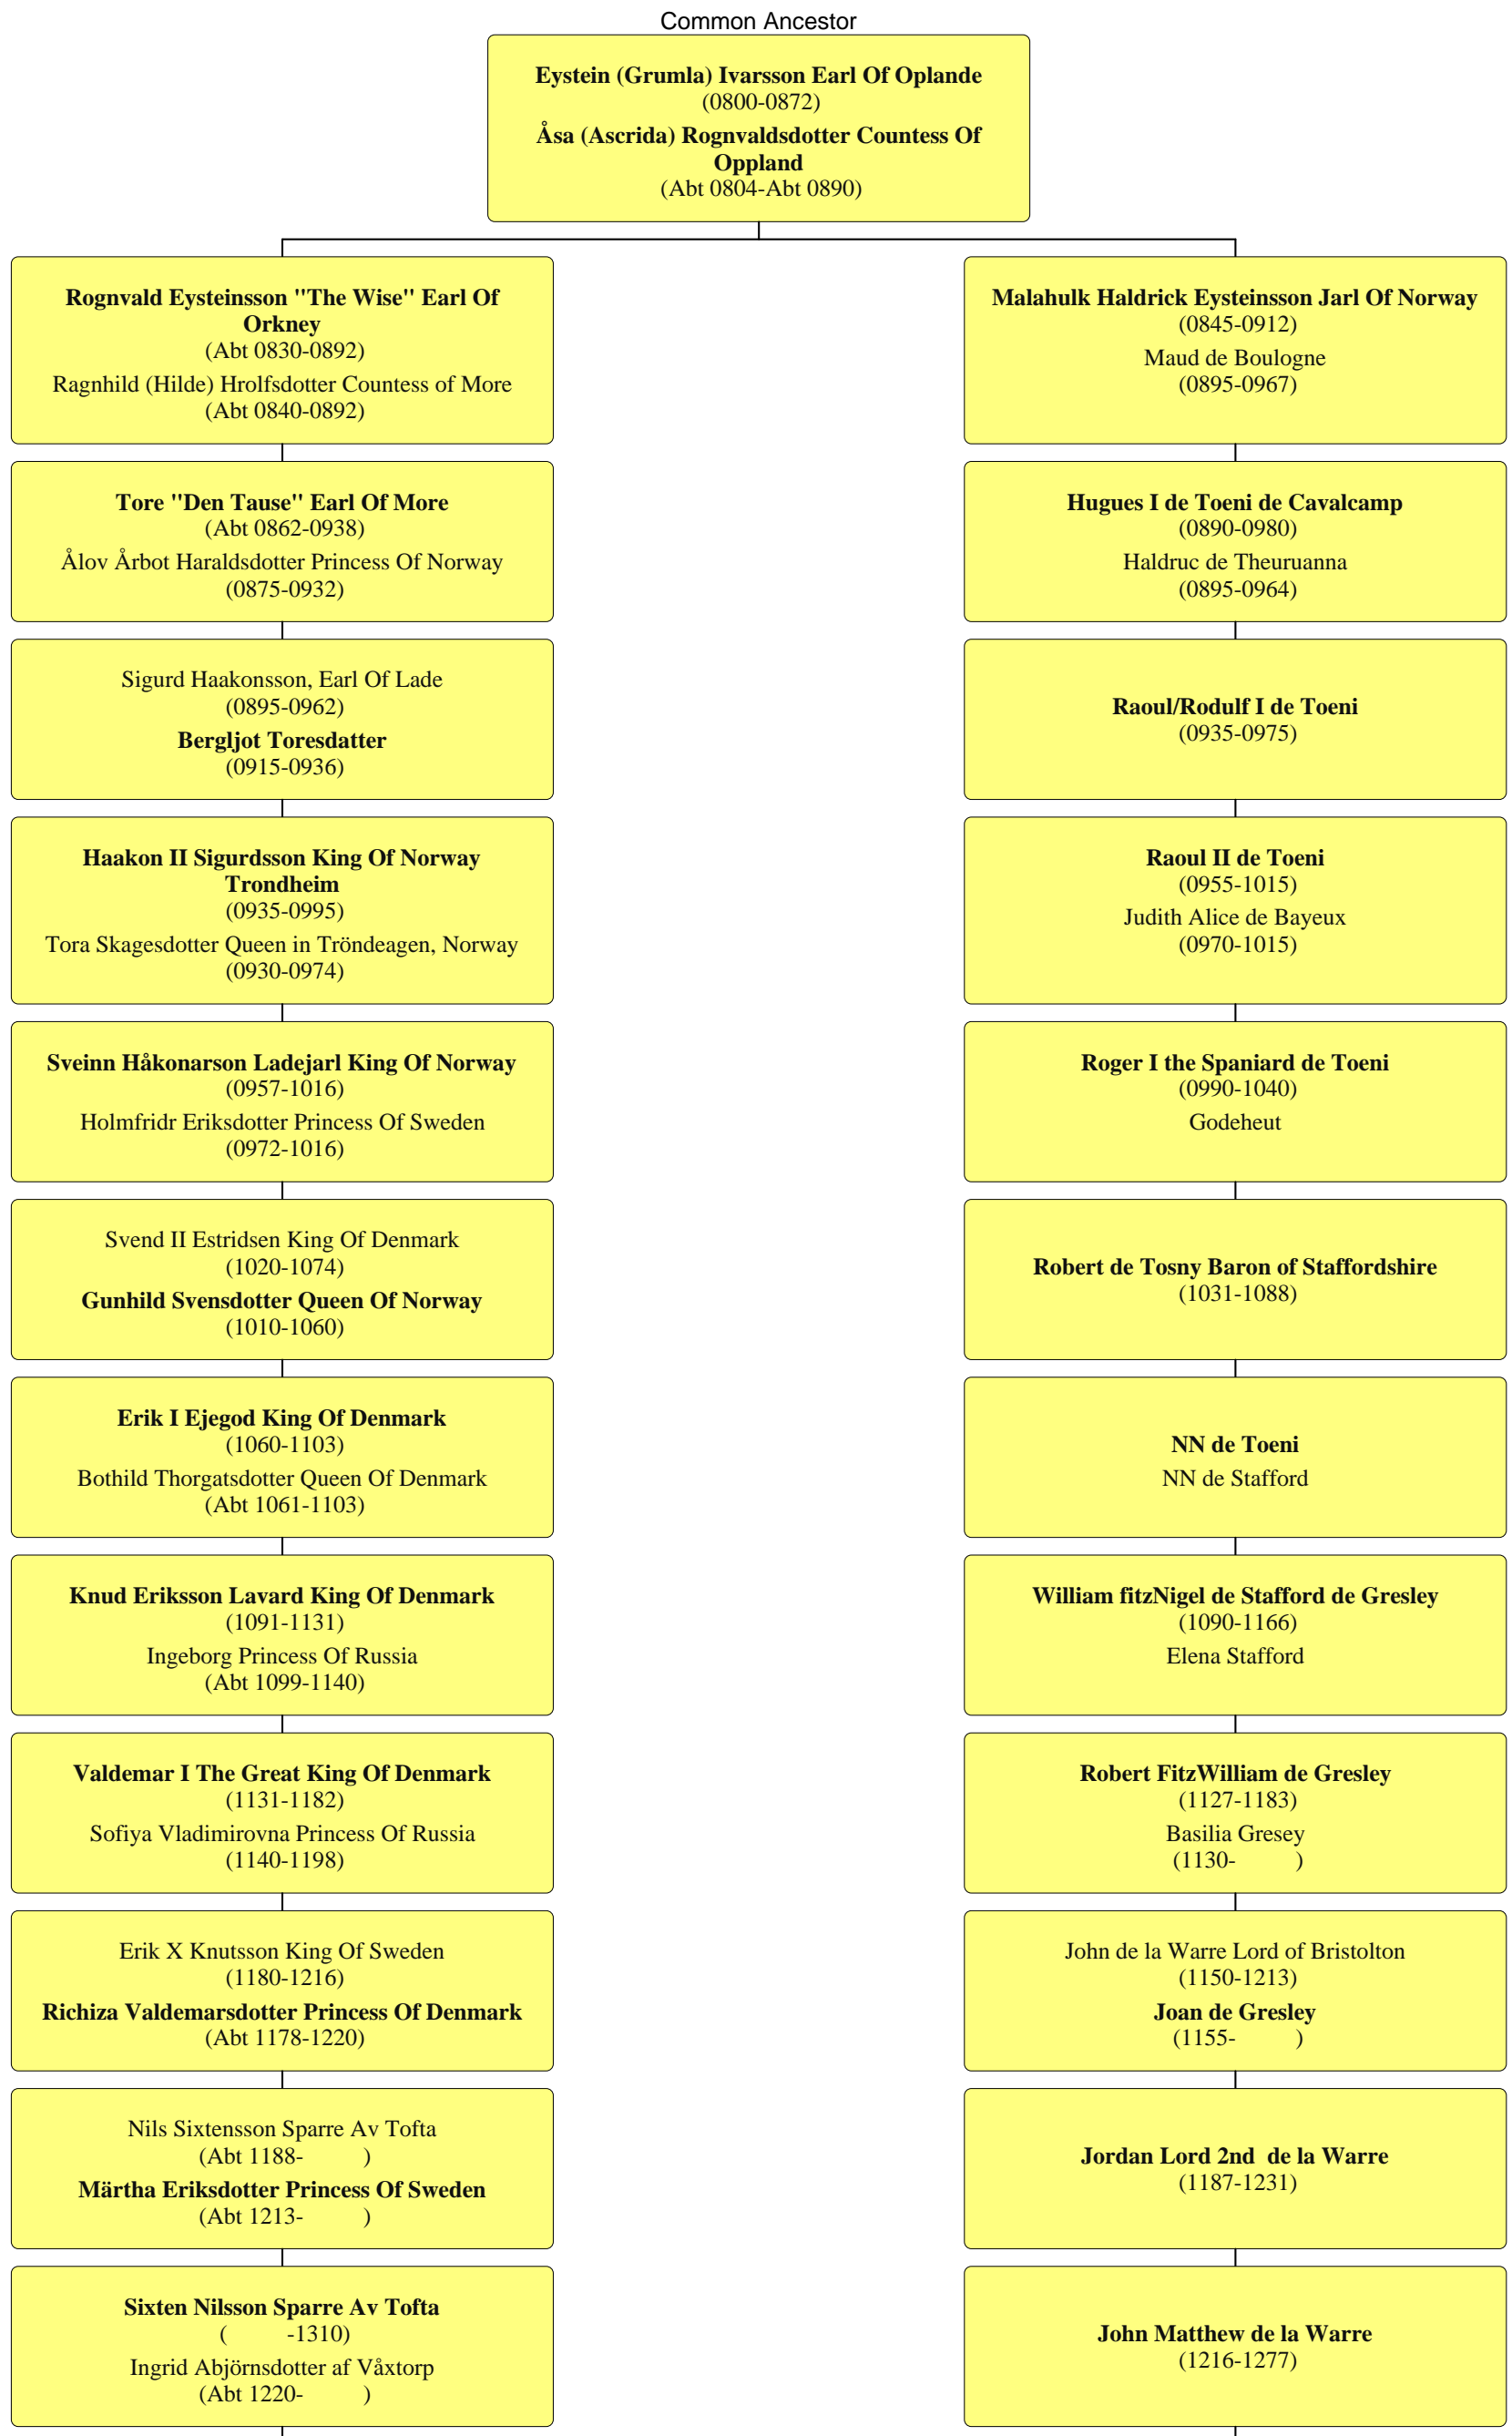 Common Ancestor
Eystein (Grumla) Ivarsson Earl Of Oplande
(0800-0872)
Åsa (Ascrida) Rognvaldsdotter Countess Of
Oppland
(Abt 0804-Abt 0890)
Rognvald Eysteinsson "The Wise" Earl Of
Orkney
(Abt 0830-0892)
Ragnhild (Hilde) Hrolfsdotter Countess of More
(Abt 0840-0892)
Malahulk Haldrick Eysteinsson Jarl Of Norway
(0845-0912)
Maud de Boulogne
(0895-0967)
Tore "Den Tause" Earl Of More
(Abt 0862-0938)
Ålov Årbot Haraldsdotter Princess Of Norway
(0875-0932)
Hugues I de Toeni de Cavalcamp
(0890-0980)
Haldruc de Theuruanna
(0895-0964)
Sigurd Haakonsson, Earl Of Lade
(0895-0962)
Bergljot Toresdatter
(0915-0936)
Raoul/Rodulf I de Toeni
(0935-0975)
Haakon II Sigurdsson King Of Norway
Trondheim
(0935-0995)
Tora Skagesdotter Queen in Tröndeagen, Norway
(0930-0974)
Raoul II de Toeni
(0955-1015)
Judith Alice de Bayeux
(0970-1015)
Sveinn Håkonarson Ladejarl King Of Norway
(0957-1016)
Holmfridr Eriksdotter Princess Of Sweden
(0972-1016)
Roger I the Spaniard de Toeni
(0990-1040)
Godeheut
Svend II Estridsen King Of Denmark
(1020-1074)
Gunhild Svensdotter Queen Of Norway
(1010-1060)
Robert de Tosny Baron of Staffordshire
(1031-1088)
Erik I Ejegod King Of Denmark
(1060-1103)
Bothild Thorgatsdotter Queen Of Denmark
(Abt 1061-1103)
NN de Toeni
NN de Stafford
Knud Eriksson Lavard King Of Denmark
(1091-1131)
Ingeborg Princess Of Russia
(Abt 1099-1140)
William fitzNigel de Stafford de Gresley
(1090-1166)
Elena Stafford
Valdemar I The Great King Of Denmark
(1131-1182)
Sofiya Vladimirovna Princess Of Russia
(1140-1198)
Robert FitzWilliam de Gresley
(1127-1183)
Basilia Gresey
(1130- )
Erik X Knutsson King Of Sweden
(1180-1216)
Richiza Valdemarsdotter Princess Of Denmark
(Abt 1178-1220)
John de la Warre Lord of Bristolton
(1150-1213)
Joan de Gresley
(1155- )
Nils Sixtensson Sparre Av Tofta
(Abt 1188- )
Märtha Eriksdotter Princess Of Sweden
(Abt 1213- )
Jordan Lord 2nd  de la Warre
(1187-1231)
Sixten Nilsson Sparre Av Tofta
( -1310)
Ingrid Abjörnsdotter af Våxtorp
(Abt 1220- )
John Matthew de la Warre
(1216-1277)